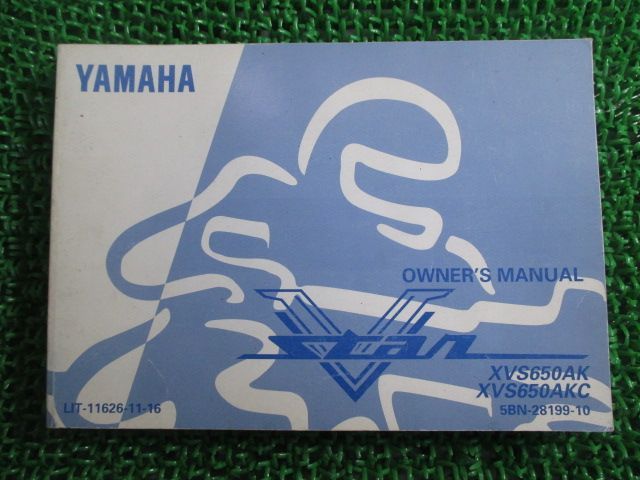 YAMAHA
OWNER'S MANUAL
V Star
XVS650AK
XVS650AKC
LIT-11626-11-16
5BN-28199-10